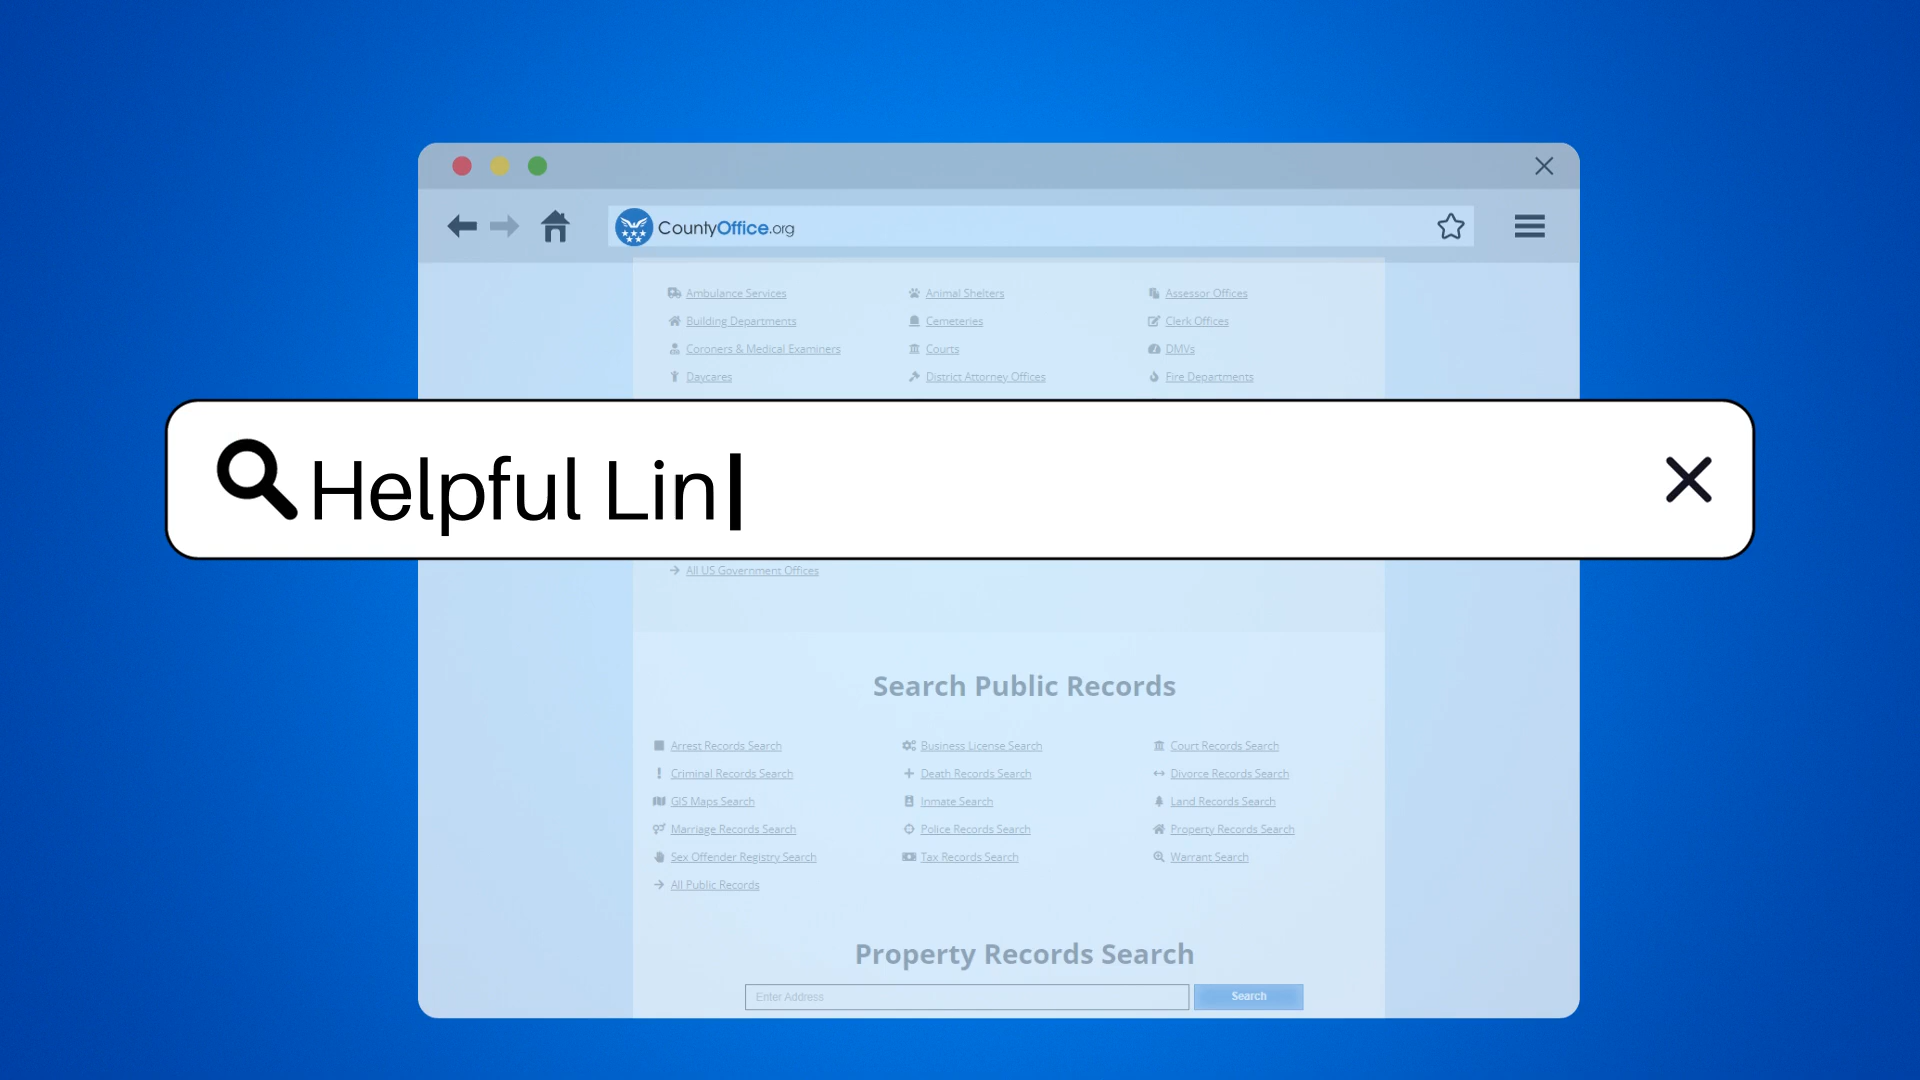 CountyOffice.org
Ambulance Services Animal Shelters Assessor Offices
Building Departments Cemeteries Clerk Offices
Coroners & Medical Examiners Courts DMVs
Daycares District Attorney Offices Fire Departments
Helpful Lin
All US Government Offices
Search Public Records
Arrest Records Search Business License Search Court Records Search
Criminal Records Search Death Records Search Divorce Records Search
GIS Maps Search Inmate Search Land Records Search
Marriage Records Search Police Records Search Property Records Search
Sex Offender Registry Search Tax Records Search Warrant Search
All Public Records
Property Records Search
Enter Address Search